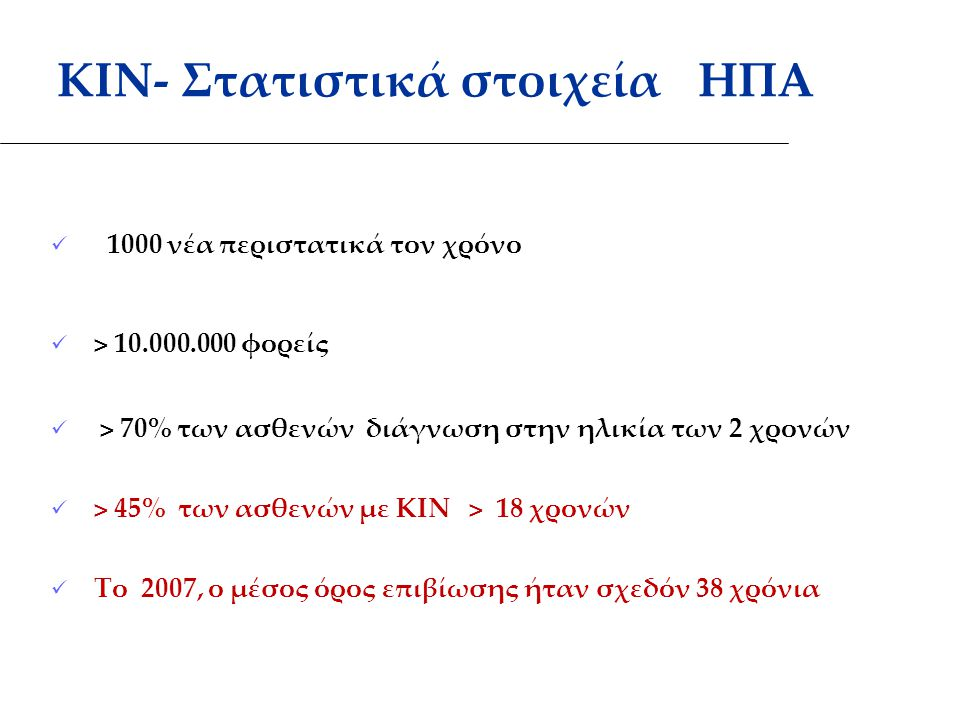 ΚΙΝ- Στατιστικά στοιχεία ΗΠΑ
✓ 1000 νέα περιστατικά τον χρόνο
✓ > 10.000.000 φορείς
✓ > 70% των ασθενών διάγνωση στην ηλικία των 2 χρονών
✓ > 45% των ασθενών με ΚΙΝ > 18 χρονών
✓ Το 2007, ο μέσος όρος επιβίωσης ήταν σχεδόν 38 χρόνια